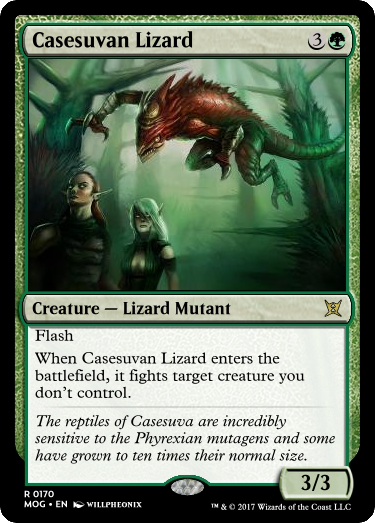 Casesuvan Lizard 3
Creature — Lizard Mutant
Flash
When Casesuvan Lizard enters the
battlefield, it fights target creature you
don't control.
The reptiles of Casesuva are incredibly
sensitive to the Phyrexian mutagens and some
have grown to ten times their normal size.
3/3
R 0170
MOG • EN WILLPHEONIX
™ & © 2017 Wizards of the Coast LLC